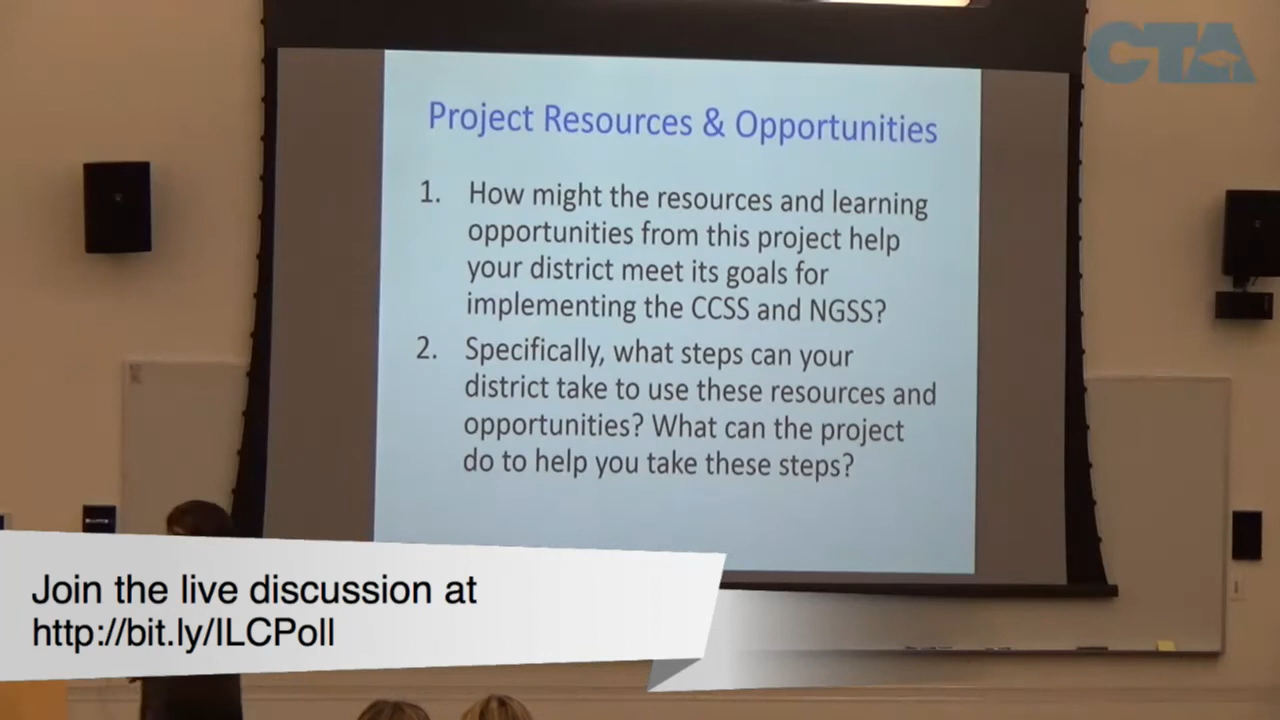 CTA
Project Resources & Opportunities
1. How might the resources and learning
opportunities from this project help
your district meet its goals for
implementing the CCSS and NGSS?
2. Specifically, what steps can your
district take to use these resources and
opportunities? What can the project
do to help you take these steps?
Join the live discussion at
http://bit.ly/ILCPoll